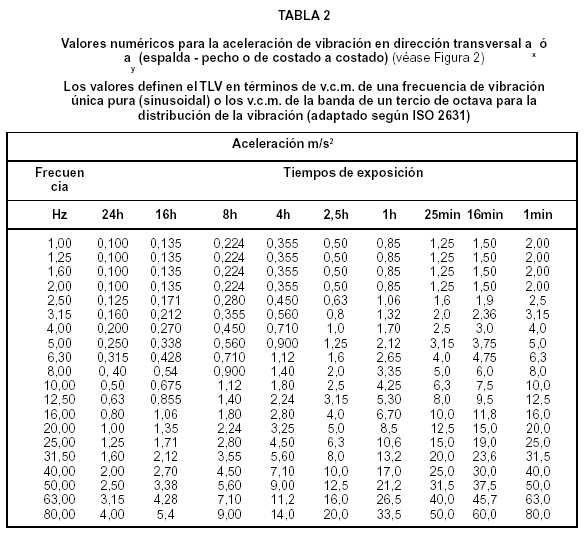 TABLA 2
Valores numéricos para la aceleración de vibración en dirección transversal a x ó
a y (espalda - pecho o de costado a costado) (véase Figura 2)
Los valores definen el TLV en términos de v.c.m. de una frecuencia de vibración
única pura (sinusoidal) o los v.c.m. de la banda de un tercio de octava para la
distribución de la vibración (adaptado según ISO 2631)
Aceleración m/s²
Frecuen Tiempos de exposición
cia
Hz 24h 16h 8h 4h 2,5h 1h 25min 16min 1min
1,00 0,100 0,135 0,224 0,355 0,50 0,85 1,25 1,50 2,00
1,25 0,100 0,135 0,224 0,355 0,50 0,85 1,25 1,50 2,00
1,60 0,100 0,135 0,224 0,355 0,50 0,85 1,25 1,50 2,00
2,00 0,100 0,135 0,224 0,355 0,50 0,85 1,25 1,50 2,00
2,50 0,125 0,171 0,280 0,450 0,63 1,06 1,6 1,9 2,5
3,15 0,160 0,212 0,355 0,560 0,8 1,32 2,0 2,36 3,15
4,00 0,200 0,270 0,450 0,710 1,0 1,70 2,5 3,0 4,0
5,00 0,250 0,338 0,560 0,900 1,25 2,12 3,15 3,75 5,0
6,30 0,315 0,428 0,710 1,12 1,6 2,65 4,0 4,75 6,3
8,00 0, 40 0,54 0,900 1,40 2,0 3,35 5,0 6,0 8,0
10,00 0,50 0,675 1,12 1,80 2,5 4,25 6,3 7,5 10,0
12,50 0,63 0,855 1,40 2,24 3,15 5,30 8,0 9,5 12,5
16,00 0,80 1,06 1,80 2,80 4,0 6,70 10,0 11,8 16,0
20,00 1,00 1,35 2,24 3,25 5,0 8,5 12,5 15,0 20,0
25,00 1,25 1,71 2,80 4,50 6,3 10,6 15,0 19,0 25,0
31,50 1,60 2,12 3,55 5,60 8,0 13,2 20,0 23,6 31,5
40,00 2,00 2,70 4,50 7,10 10,0 17,0 25,0 30,0 40,0
50,00 2,50 3,38 5,60 9,00 12,5 21,2 31,5 37,5 50,0
63,00 3,15 4,28 7,10 11,2 16,0 26,5 40,0 45,7 63,0
80,00 4,00 5,4 9,00 14,0 20,0 33,5 50,0 60,0 80,0